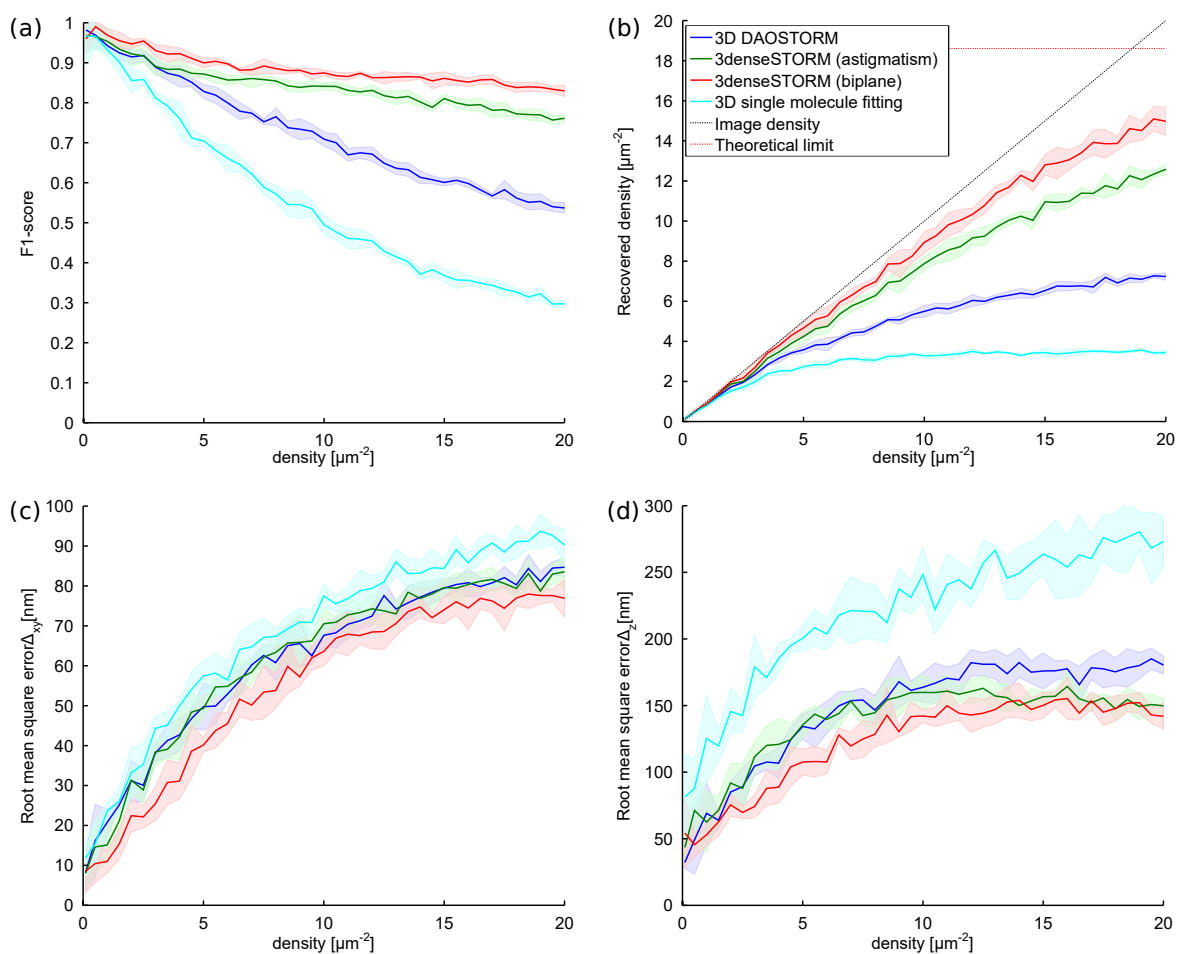 (a)
1
0.9
0.8
0.7
0.6
0.5
0.4
0.3
0.2
0.1
0
F1-score
0 5 10 15 20
density [µm-2]
(b)
20
18
16
14
12
10
8
6
4
2
0
Recovered density [µm-2]
3D DAOSTORM
3denseSTORM (astigmatism)
3denseSTORM (biplane)
3D single molecule fitting
Image density
Theoretical limit
0 5 10 15 20
density [µm-2]
(c)
100
90
80
70
60
50
40
30
20
10
0
Root mean square errorΔxy[nm]
0 5 10 15 20
density [µm-2]
(d)
300
250
200
150
100
50
0
Root mean square errorΔz[nm]
0 5 10 15 20
density [µm-2]